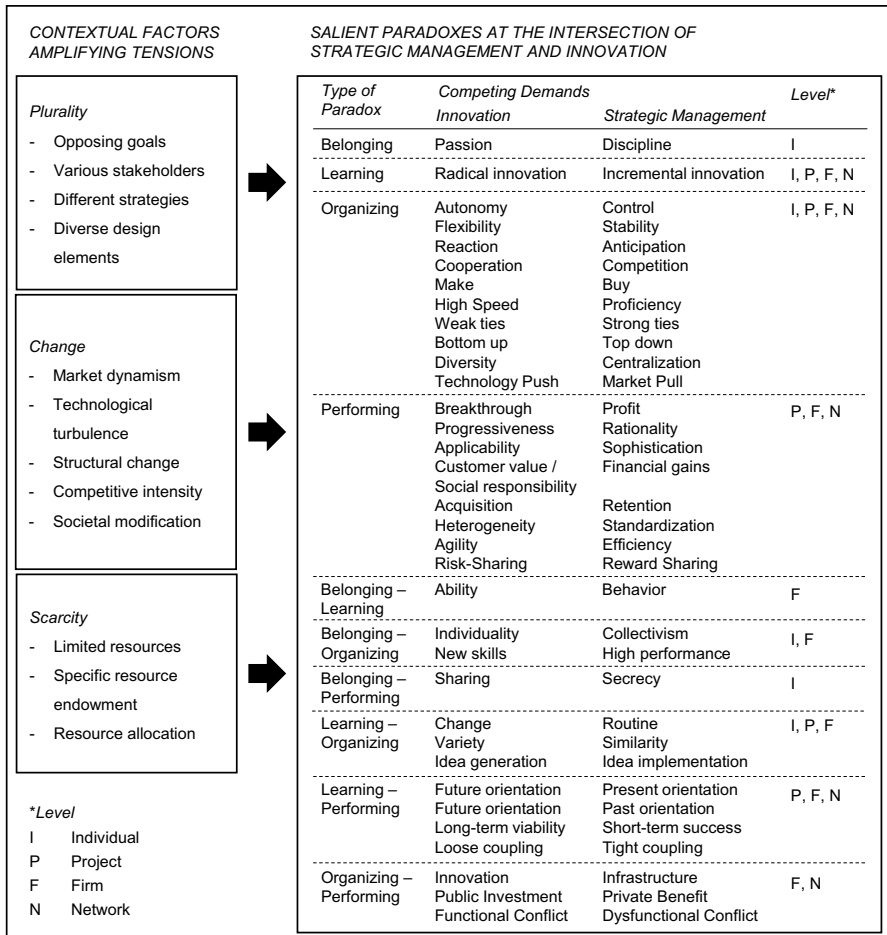 CONTEXTUAL FACTORS
AMPLIFYING TENSIONS
Plurality
- Opposing goals
- Various stakeholders
- Different strategies
- Diverse design
elements
Change
- Market dynamism
- Technological
turbulence
- Structural change
- Competitive intensity
- Societal modification
Scarcity
- Limited resources
- Specific resource
endowment
- Resource allocation
*Level
I Individual
P Project
F Firm
N Network
SALIENT PARADOXES AT THE INTERSECTION OF
STRATEGIC MANAGEMENT AND INNOVATION
Type of Competing Demands Level*
Paradox Innovation Strategic Management
Belonging Passion Discipline I
Learning Radical innovation Incremental innovation I, P, F, N
Organizing Autonomy Control I, P, F, N
Flexibility Stability
Reaction Anticipation
Cooperation Competition
Make Buy
High Speed Proficiency
Weak ties Strong ties
Bottom up Top down
Diversity Centralization
Technology Push Market Pull
Performing Breakthrough Profit P, F, N
Progressiveness Rationality
Applicability Sophistication
Customer value / Financial gains
Social responsibility
Acquisition Retention
Heterogeneity Standardization
Agility Efficiency
Risk-Sharing Reward Sharing
Belonging – Ability Behavior F
Learning
Belonging – Individuality Collectivism I, F
Organizing New skills High performance
Belonging – Sharing Secrecy I
Performing
Learning – Change Routine I, P, F
Organizing Variety Similarity
Idea generation Idea implementation
Learning – Future orientation Present orientation P, F, N
Performing Future orientation Past orientation
Long-term viability Short-term success
Loose coupling Tight coupling
Organizing – Innovation Infrastructure F, N
Performing Public Investment Private Benefit
Functional Conflict Dysfunctional Conflict